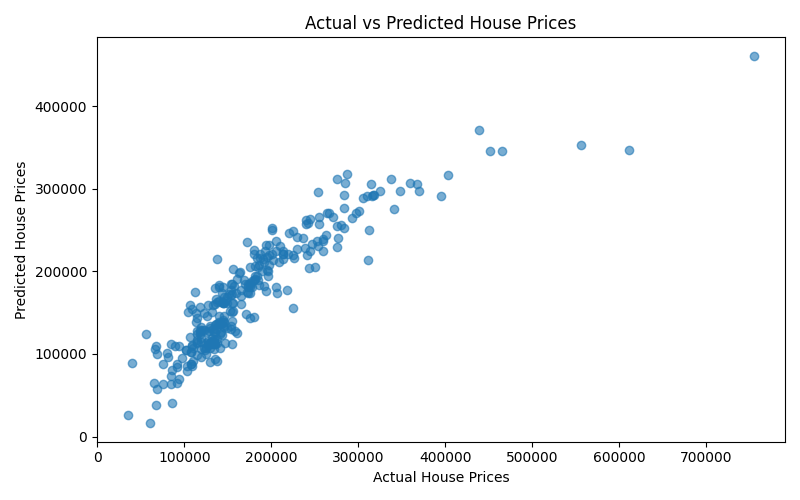 Actual vs Predicted House Prices
Predicted House Prices
400000
300000
200000
100000
0
0 100000 200000 300000 400000 500000 600000 700000
Actual House Prices